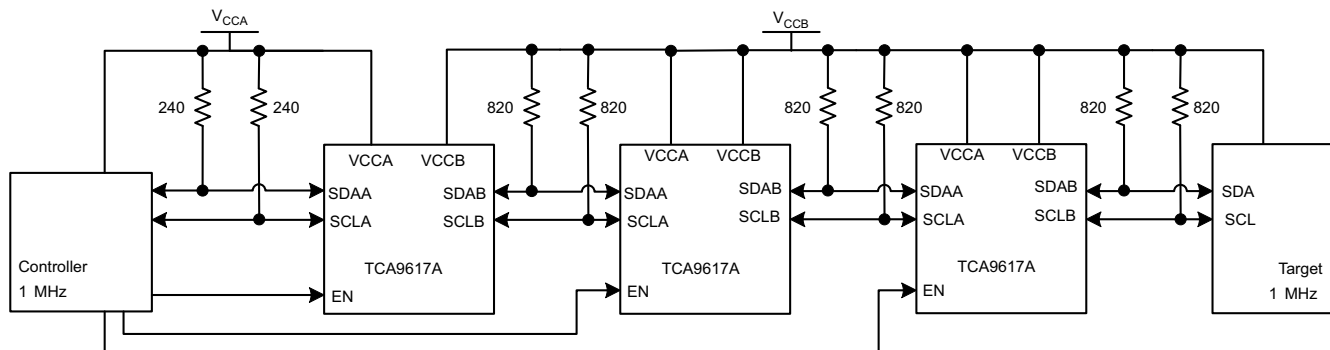 VCCA
VCCB
240
240
820
820
820
820
820
820
VCCA VCCB
VCCA VCCB
VCCA VCCB
SDAA
SDAB
SDAA
SDAB
SDAA
SDAB
SDA
SCLA
SCLB
SCLA
SCLB
SCLA
SCLB
SCL
Controller
1 MHz
TCA9617A
TCA9617A
TCA9617A
Target
1 MHz
EN
EN
EN